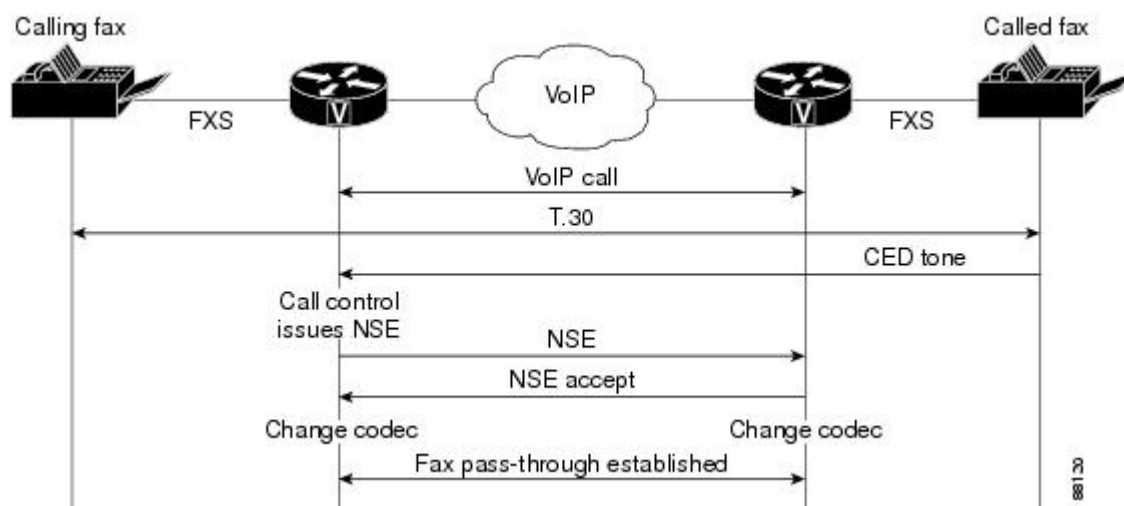 Calling fax
Called fax
V
VoIP
V
FXS
FXS
VoIP call
T.30
CED tone
Call control
issues NSE
NSE
NSE accept
Change codec
Change codec
Fax pass-through established
88120